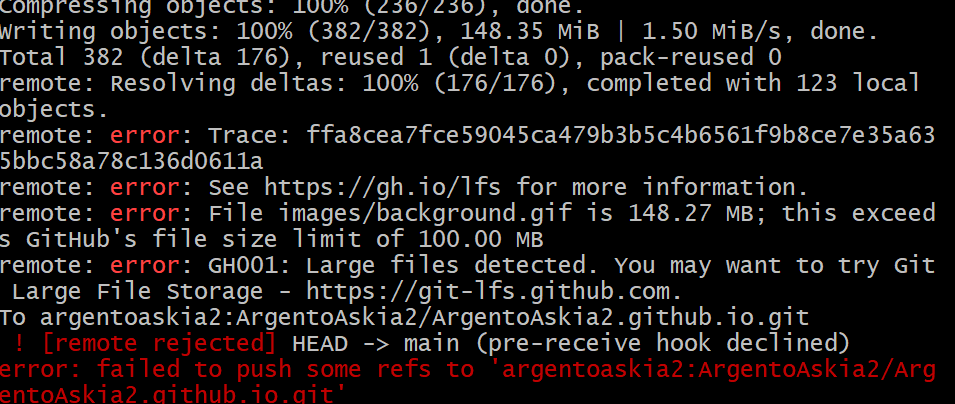 Compressing objects: 100% (236/236), done.
Writing objects: 100% (382/382), 148.35 MiB | 1.50 MiB/s, done.
Total 382 (delta 176), reused 1 (delta 0), pack-reused 0
remote: Resolving deltas: 100% (176/176), completed with 123 local
objects.
remote: error: Trace: ffa8cea7fce59045ca479b3b5c4b6561f9b8ce7e35a63
5bbc58a78c136d0611a
remote: error: See https://gh.io/lfs for more information.
remote: error: File images/background.gif is 148.27 MB; this exceed
s GitHub's file size limit of 100.00 MB
remote: error: GH001: Large files detected. You may want to try Git
 Large File Storage - https://git-lfs.github.com.
To argentoaskia2:ArgentoAskia2/ArgentoAskia2.github.io.git
 ! [remote rejected] HEAD -> main (pre-receive hook declined)
error: failed to push some refs to 'argentoaskia2:ArgentoAskia2/Arg
entoAskia2.github.io.git'